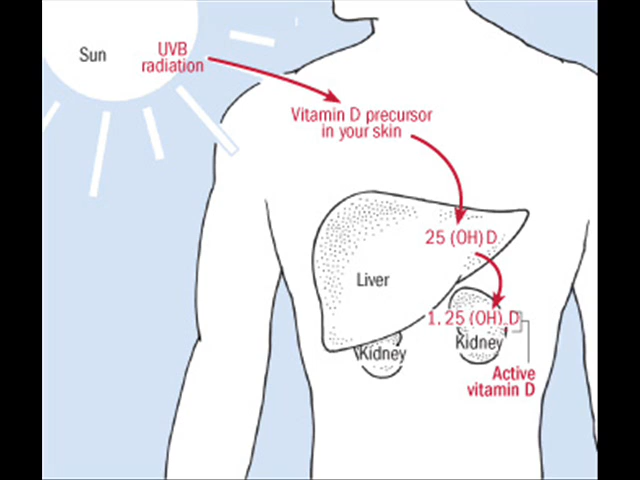 Sun
UVB
radiation
Vitamin D precursor
in your skin
25 (OH) D
Liver
1, 25 (OH) D
Kidney
Kidney
Active
vitamin D